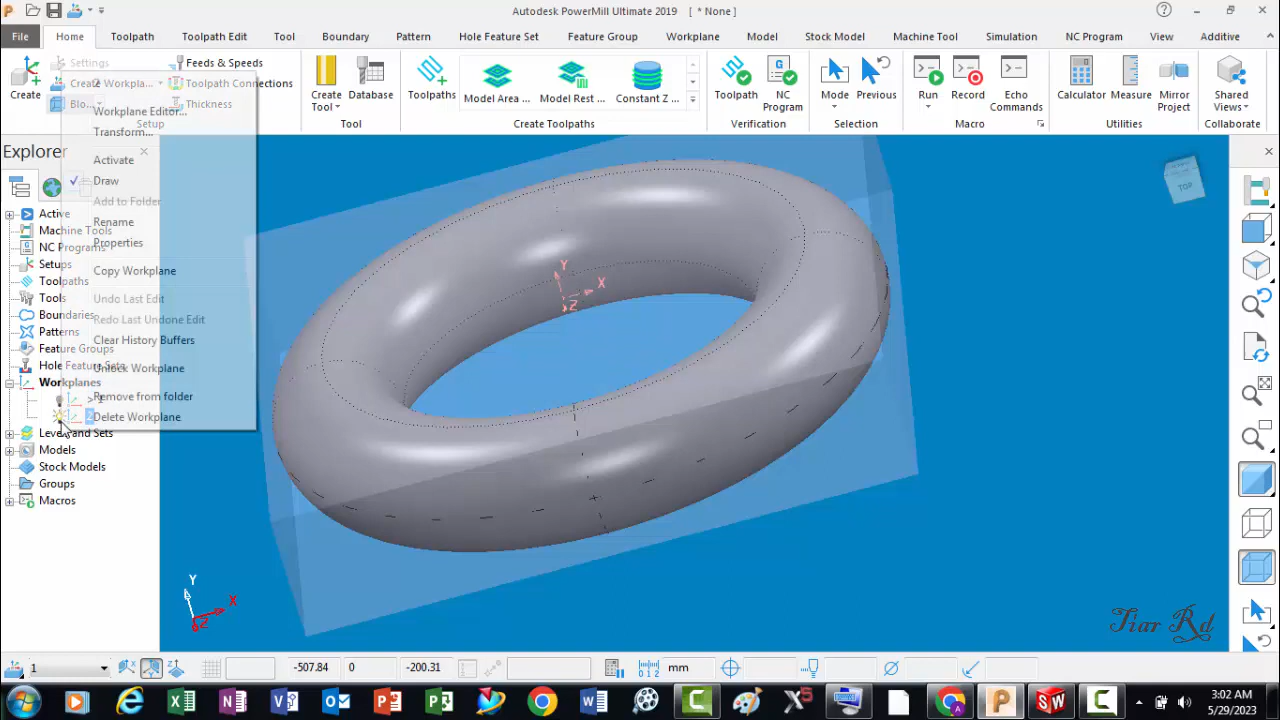 Autodesk PowerMill Ultimate 2019 [ * None ]
File Home Toolpath Toolpath Edit Tool Boundary Pattern Hole Feature Set Feature Group Workplane Model Stock Model Machine Tool Simulation NC Program View Additive
Create
Settings
Create Workpla...
Blo...
Feeds & Speeds
Toolpath Connections
Thickness
Setup
Create Tool
Database
Tool
Toolpaths
Model Area ...
Model Rest ...
Constant Z ...
Create Toolpaths
Toolpath
NC Program
Verification
Mode
Previous
Selection
Run
Record
Echo Commands
Macro
Calculator
Measure
Mirror Project
Utilities
Shared Views
Collaborate
2
Workplane Editor...
Transform...
Activate
Draw
Add to Folder
Rename
Properties
Copy Workplane
Undo Last Edit
Redo Last Undone Edit
Clear History Buffers
Unlock Workplane
Remove from folder
Delete Workplane
Explorer
Active
Machine Tools
NC Programs
Setups
Toolpaths
Tools
Boundaries
Patterns
Feature Groups
Hole Feature Sets
Workplanes
Levels and Sets
Models
Stock Models
Groups
Macros
TOP
Y
X
Z
Y
X
Z
Tiar Rd
1
-507.84
0
-200.31
mm
3:02 AM
5/29/2023